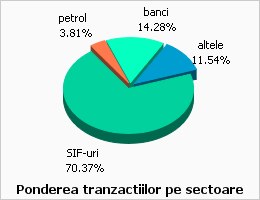 petrol
3.81%
banci
14.28%
altele
11.54%
SIF-uri
70.37%
Ponderea tranzactiilor pe sectoare